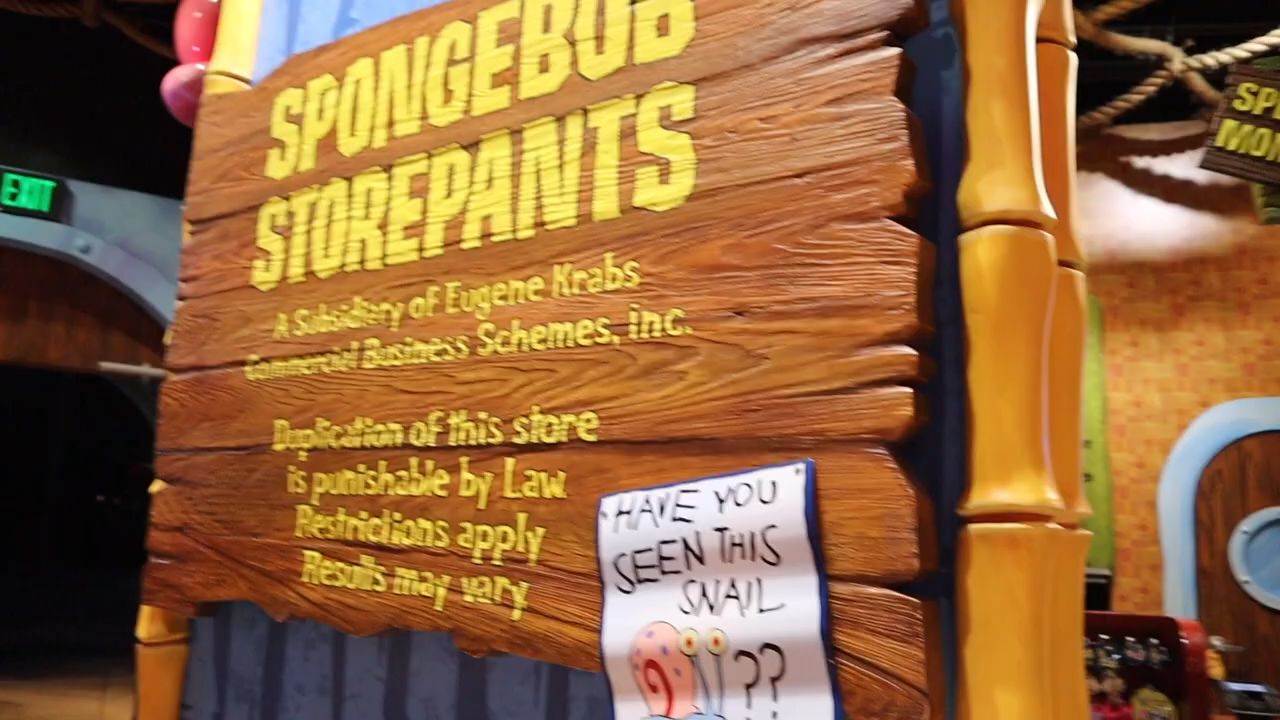 EXIT
SPONGEBOB
STOREPANTS
A Subsidiary of Eugene Krabs
Commercial Business Schemes, inc.
Duplication of this store
is punishable by Law
Restrictions apply
Results may vary
HAVE YOU
SEEN THIS
SNAIL
??